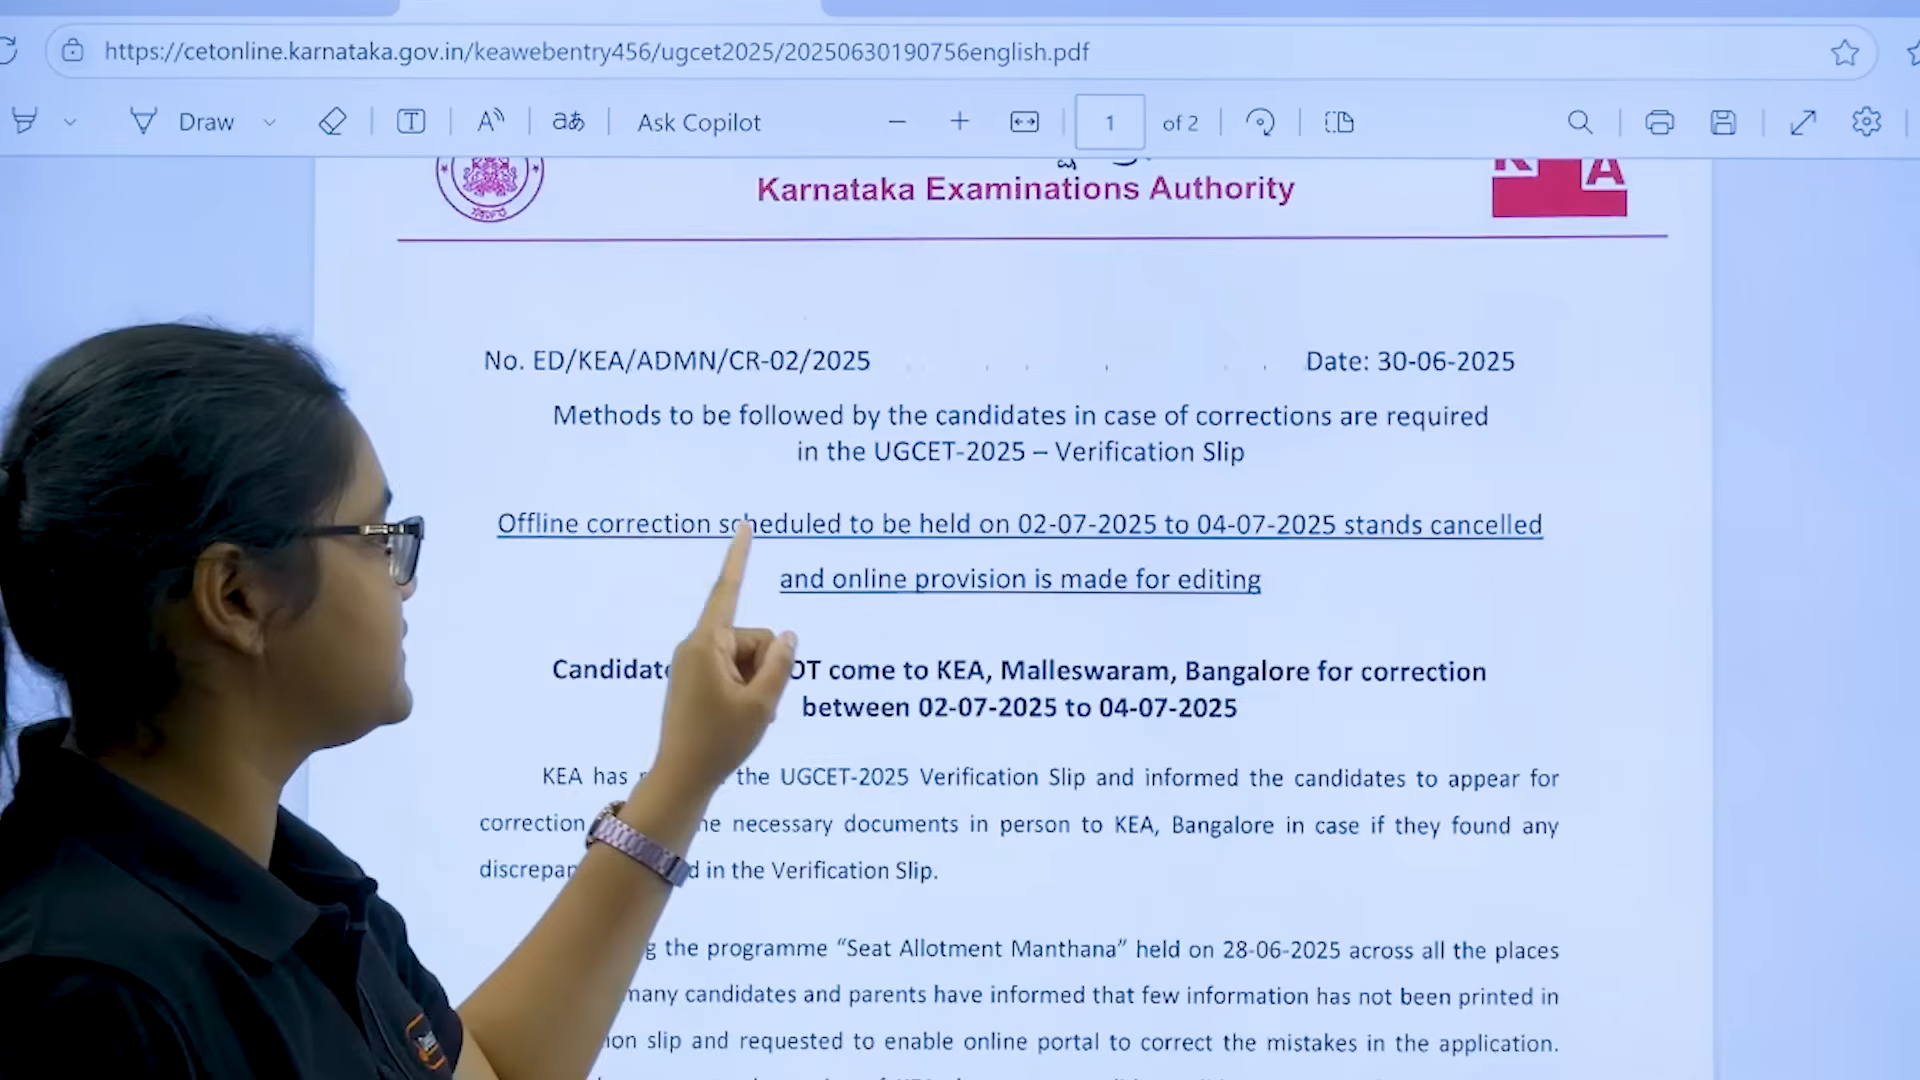 https://cetonline.karnataka.gov.in/keawebentry456/ugcet2025/20250630190756english.pdf
Draw
Ask Copilot
1 of 2
Karnataka Examinations Authority
K A
No. ED/KEA/ADMN/CR-02/2025 Date: 30-06-2025
Methods to be followed by the candidates in case of corrections are required
in the UGCET-2025 – Verification Slip
Offline correction scheduled to be held on 02-07-2025 to 04-07-2025 stands cancelled
and online provision is made for editing
come to KEA, Malleswaram, Bangalore for correction
between 02-07-2025 to 04-07-2025
KEA has the UGCET-2025 Verification Slip and informed the candidates to appear for
correction necessary documents in person to KEA, Bangalore in case if they found any
in the Verification Slip.
the programme “Seat Allotment Manthana” held on 28-06-2025 across all the places
many candidates and parents have informed that few information has not been printed in
slip and requested to enable online portal to correct the mistakes in the application.